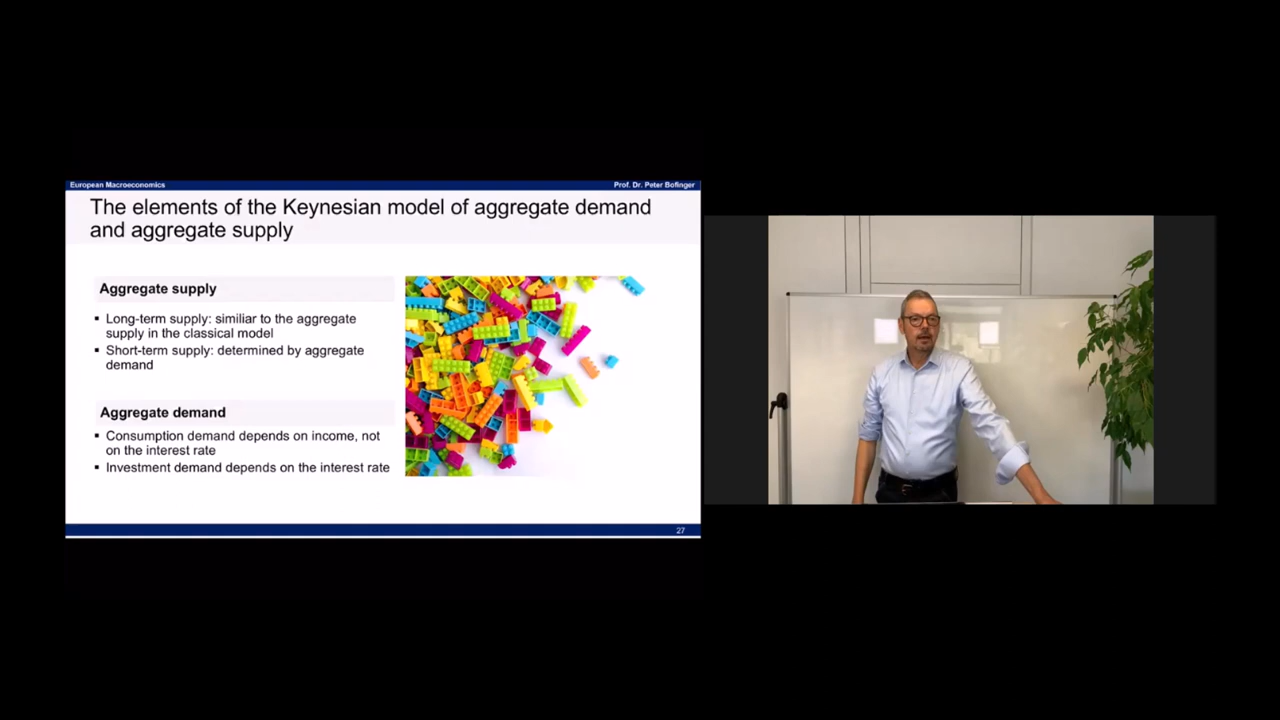 European Macroeconomics
Prof. Dr. Peter Bofinger
The elements of the Keynesian model of aggregate demand
and aggregate supply
Aggregate supply
▪ Long-term supply: similiar to the aggregate
supply in the classical model
▪ Short-term supply: determined by aggregate
demand
Aggregate demand
▪ Consumption demand depends on income, not
on the interest rate
▪ Investment demand depends on the interest rate
27